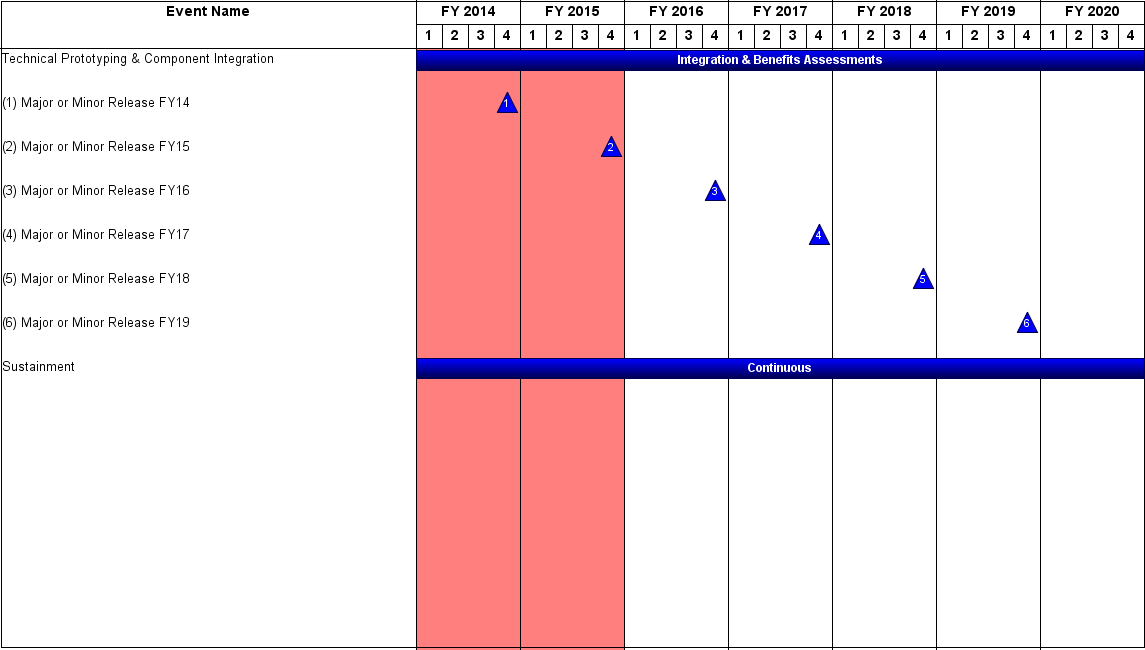 Event Name FY 2014 FY 2015 FY 2016 FY 2017 FY 2018 FY 2019 FY 2020
1 2 3 4 1 2 3 4 1 2 3 4 1 2 3 4 1 2 3 4 1 2 3 4 1 2 3 4
Technical Prototyping & Component Integration Integration & Benefits Assessments
(1) Major or Minor Release FY14 1
(2) Major or Minor Release FY15 2
(3) Major or Minor Release FY16 3
(4) Major or Minor Release FY17 4
(5) Major or Minor Release FY18 5
(6) Major or Minor Release FY19 6
Sustainment Continuous